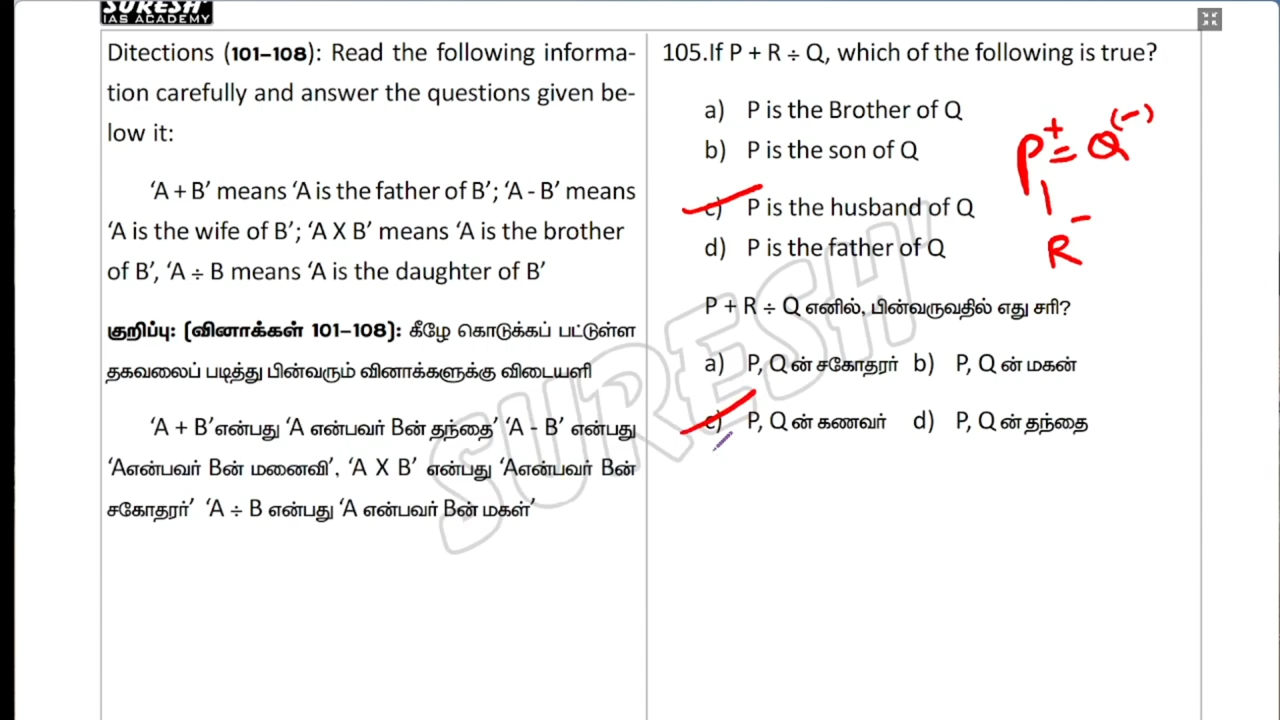 SURESH'
IAS ACADEMY
Ditections (101-108): Read the following informa-
tion carefully and answer the questions given be-
low it:
‘A + B’ means ‘A is the father of B’; ‘A - B’ means
‘A is the wife of B’; ‘A X B’ means ‘A is the brother
of B’, ‘A ÷ B means ‘A is the daughter of B’
குறிப்பு: (வினாக்கள் 101-108): கீழே கொடுக்கப் பட்டுள்ள
தகவலைப் படித்து பின்வரும் வினாக்களுக்கு விடையளி
‘A + B’என்பது ‘A என்பவர் Bன் தந்தை’ ‘A - B’ என்பது
‘Aஎன்பவர் Bன் மனைவி’, ‘A X B’ என்பது ‘Aஎன்பவர் Bன்
சகோதரர்’ ‘A ÷ B என்பது ‘A என்பவர் Bன் மகள்’
105.If P + R ÷ Q, which of the following is true?
a) P is the Brother of Q
b) P is the son of Q
c) P is the husband of Q
d) P is the father of Q
P + R ÷ Q எனில், பின்வருவதில் எது சரி?
a) P, Qன் சகோதரர் b) P, Qன் மகன்
c) P, Qன் கணவர் d) P, Qன் தந்தை
P+ = Q(-)
|
R -
SURESH'